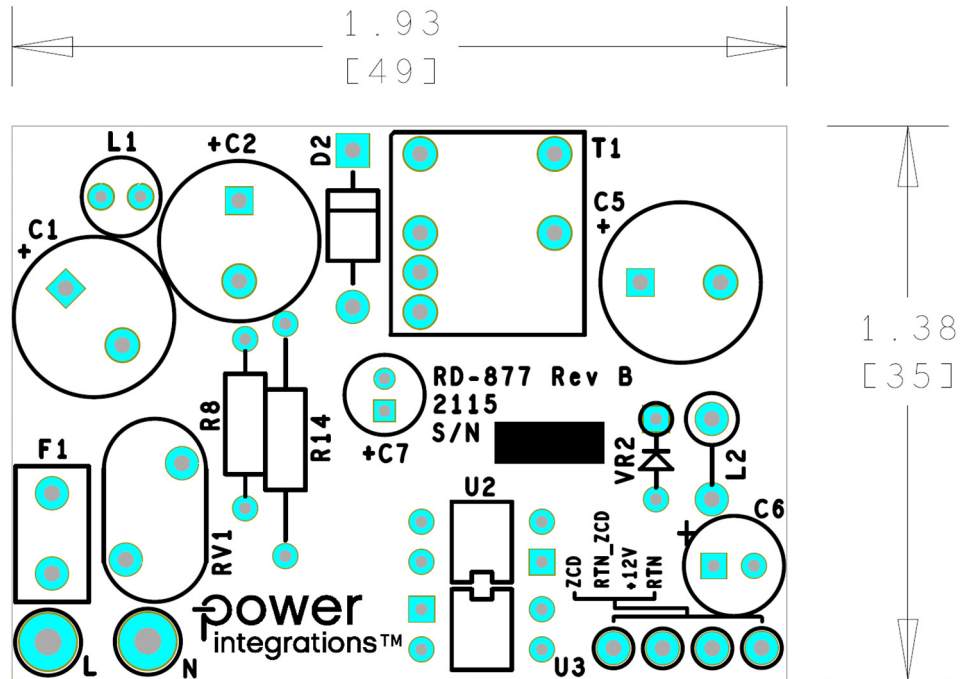 1.93
[49]
L1
+C2
D2
T1
C1
+
C5
+
1.38
[35]
RD-877 Rev B
2115
S/N
R8
R14
+C7
F1
RV1
U2
VR2
L2
C6
+
ZCD
RTN_ZCD
+12V
RTN
power
integrations™
L
N
U3